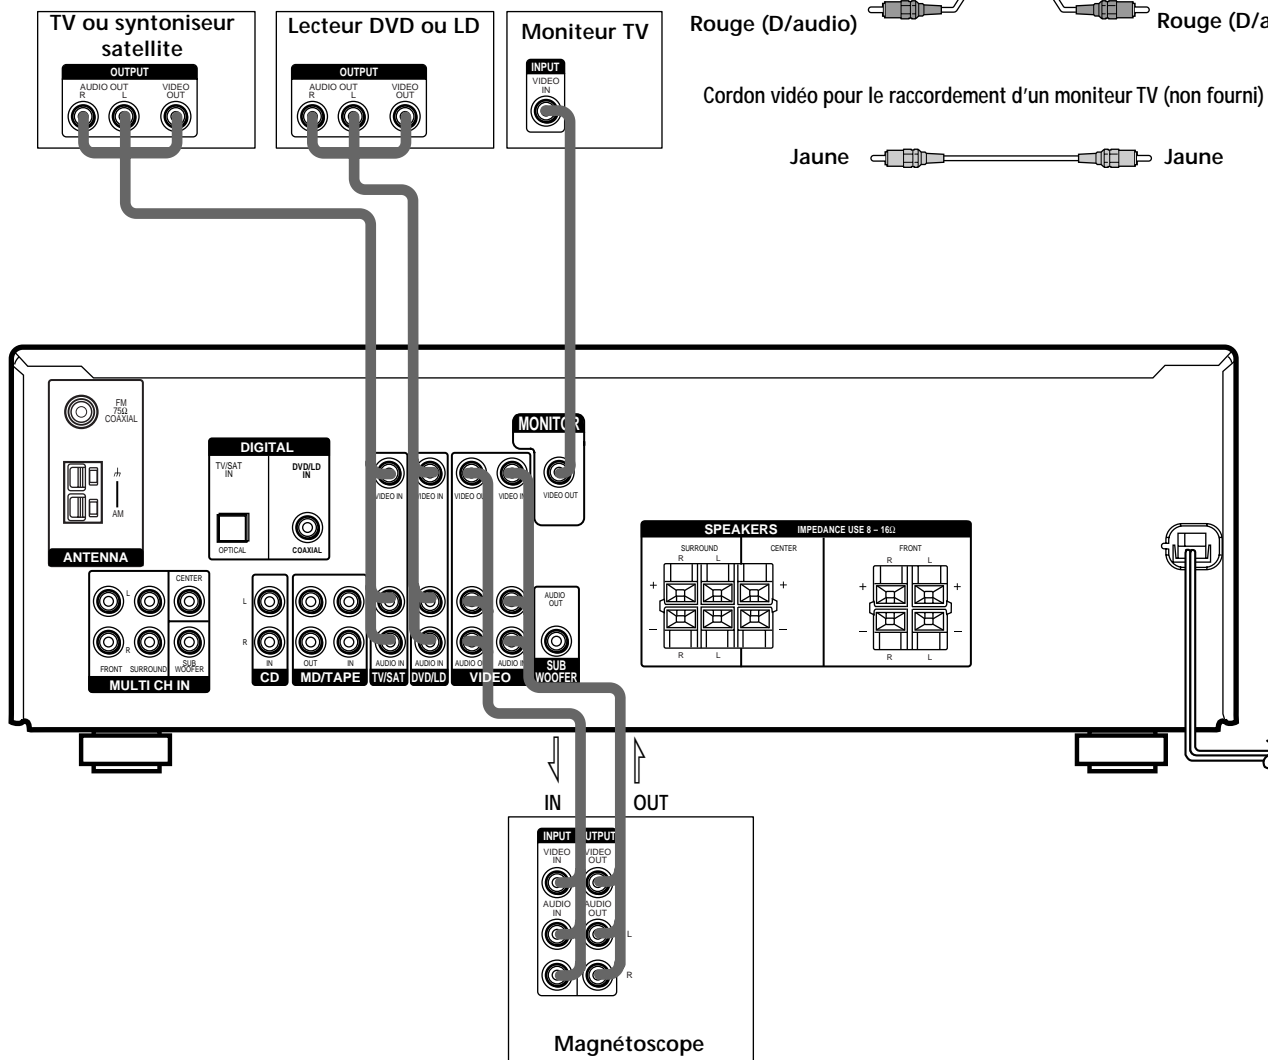 TV ou syntoniseur
satellite
OUTPUT
AUDIO OUT
R L
VIDEO
OUT
Lecteur DVD ou LD
OUTPUT
AUDIO OUT
R L
VIDEO
OUT
Moniteur TV
INPUT
VIDEO
IN
Rouge (D/audio)
Rouge (D/a
Cordon vidéo pour le raccordement d’un moniteur TV (non fourni)
Jaune
Jaune
FM
75Ω
COAXIAL
AM
ANTENNA
DIGITAL
TV/SAT
IN
OPTICAL
DVD/LD
IN
COAXIAL
MONITOR
VIDEO OUT
VIDEO IN
VIDEO IN
VIDEO OU
VIDEO IN
SPEAKERS IMPEDANCE USE 8 – 16Ω
SURROUND
R L
CENTER
FRONT
R L
+ + + +
– – – –
R L
R L
CENTER
L
R
FRONT
SURROUND
SUB
WOOFER
MULTI CH IN
L
R
IN
CD
OUT
IN
MD/TAPE
AUDIO IN
TV/SAT
AUDIO IN
DVD/LD
AUDIO OU
AUDIO IN
VIDEO
AUDIO
OUT
SUB
WOOFER
IN
OUT
INPUT
UTPUT
VIDEO
IN
VIDEO
OUT
AUDIO
IN
AUDIO
OUT
L
R
Magnétoscope